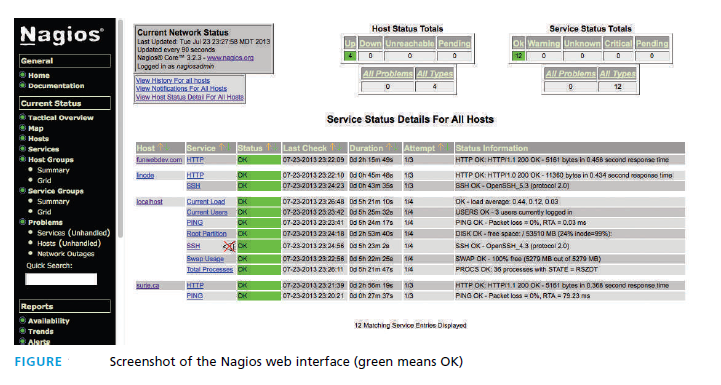 Nagios®
General
Home
Documentation
Current Status
Tactical Overview
Map
Hosts
Services
Host Groups
Summary
Grid
Service Groups
Summary
Grid
Problems
Services (Unhandled)
Hosts (Unhandled)
Network Outages
Quick Search:
Reports
Availability
Trends
Alerts
Current Network Status
Last Updated: Tue Jul 23 23:27:58 MDT 2013
Updated every 90 seconds
Nagios® Core™ 3.2.3 - www.nagios.org
Logged in as nagiosadmin
View History For all hosts
View Notifications For All Hosts
View Host Status Detail For All Hosts
Host Status Totals
Up Down Unreachable Pending
4 0 0 0
All Problems All Types
0 4
Service Status Totals
Ok Warning Unknown Critical Pending
12 0 0 0 0
All Problems All Types
0 12
Service Status Details For All Hosts
Host Service Status Last Check Duration Attempt Status Information
funwebdev.com HTTP OK 07-23-2013 23:22:09 0d 2h 15m 49s 1/3 HTTP OK: HTTP/1.1 200 OK - 5161 bytes in 0.456 second response time
linode HTTP OK 07-23-2013 23:22:10 0d 0h 45m 48s 1/3 HTTP OK: HTTP/1.0 200 OK - 11360 bytes in 0.434 second response time
SSH OK 07-23-2013 23:24:23 0d 0h 43m 35s 1/3 SSH OK - OpenSSH_5.3 (protocol 2.0)
localhost Current Load OK 07-23-2013 23:26:48 0d 5h 21m 10s 1/4 OK - load average: 0.44, 0.12, 0.03
Current Users OK 07-23-2013 23:23:42 0d 5h 25m 32s 1/4 USERS OK - 3 users currently logged in
PING OK 07-23-2013 23:23:41 0d 5h 24m 17s 1/4 PING OK - Packet loss = 0%, RTA = 0.03 ms
Root Partition OK 07-23-2013 23:24:18 0d 2h 53m 40s 1/4 DISK OK - free space: / 53610 MB (24% inode=99%):
SSH OK 07-23-2013 23:24:56 0d 5h 23m 2s 1/4 SSH OK - OpenSSH_4.3 (protocol 2.0)
Swap Usage OK 07-23-2013 23:22:56 0d 5h 22m 25s 1/4 SWAP OK - 100% free (5279 MB out of 5279 MB)
Total Processes OK 07-23-2013 23:26:11 0d 5h 21m 47s 1/4 PROCS OK: 36 processes with STATE = RSZDT
HTTP OK 07-23-2013 23:21:39 0d 0h 56m 19s 1/3 HTTP OK: HTTP/1.1 200 OK - 5161 bytes in 0.368 second response time
PING OK 07-23-2013 23:20:21 0d 0h 27m 37s 1/3 PING OK - Packet loss = 0%, RTA = 79.23 ms
12 Matching Service Entries Displayed
FIGURE Screenshot of the Nagios web interface (green means OK)